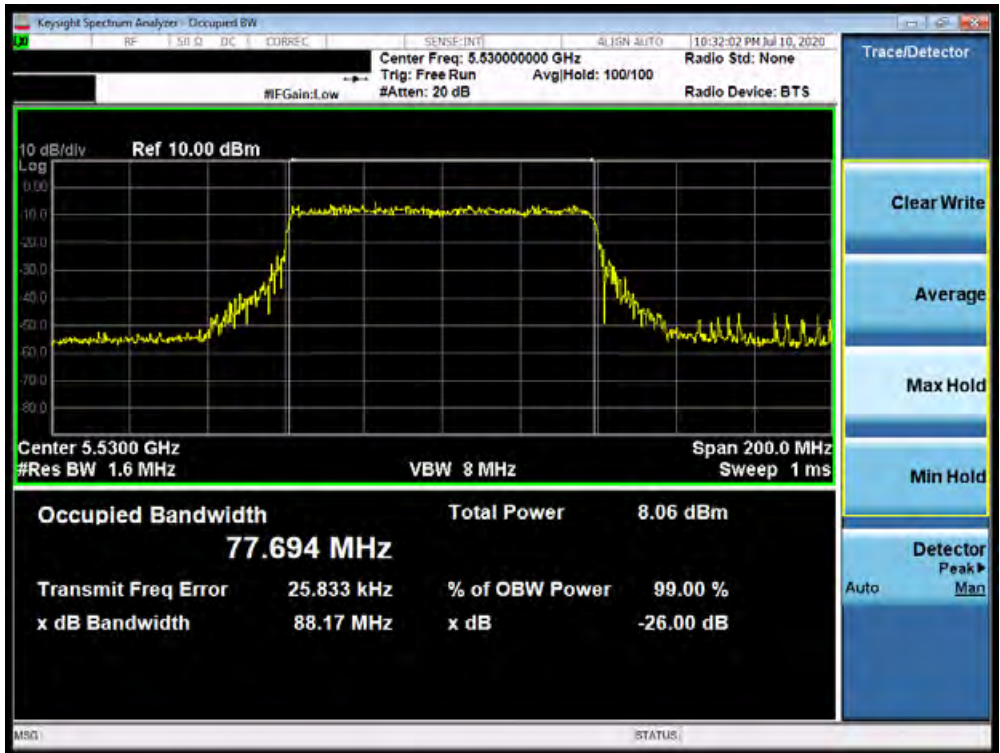 Keysight Spectrum Analyzer - Occupied BW
RF 50 Ω DC CORREC SENSE:INT ALIGN AUTO 10:32:02 PM Jul 10, 2020
Center Freq: 5.530000000 GHz Radio Std: None
Trig: Free Run Avg|Hold: 100/100
#IFGain:Low #Atten: 20 dB Radio Device: BTS
10 dB/div Ref 10.00 dBm
Log
0.00
-10.0
-20.0
-30.0
-40.0
-50.0
-60.0
-70.0
-80.0
Center 5.5300 GHz Span 200.0 MHz
#Res BW 1.6 MHz VBW 8 MHz Sweep 1 ms
Occupied Bandwidth Total Power 8.06 dBm
77.694 MHz
Transmit Freq Error 25.833 kHz % of OBW Power 99.00 %
x dB Bandwidth 88.17 MHz x dB -26.00 dB
MSG STATUS
Trace/Detector
Clear Write
Average
Max Hold
Min Hold
Detector
Peak▶
Auto Man